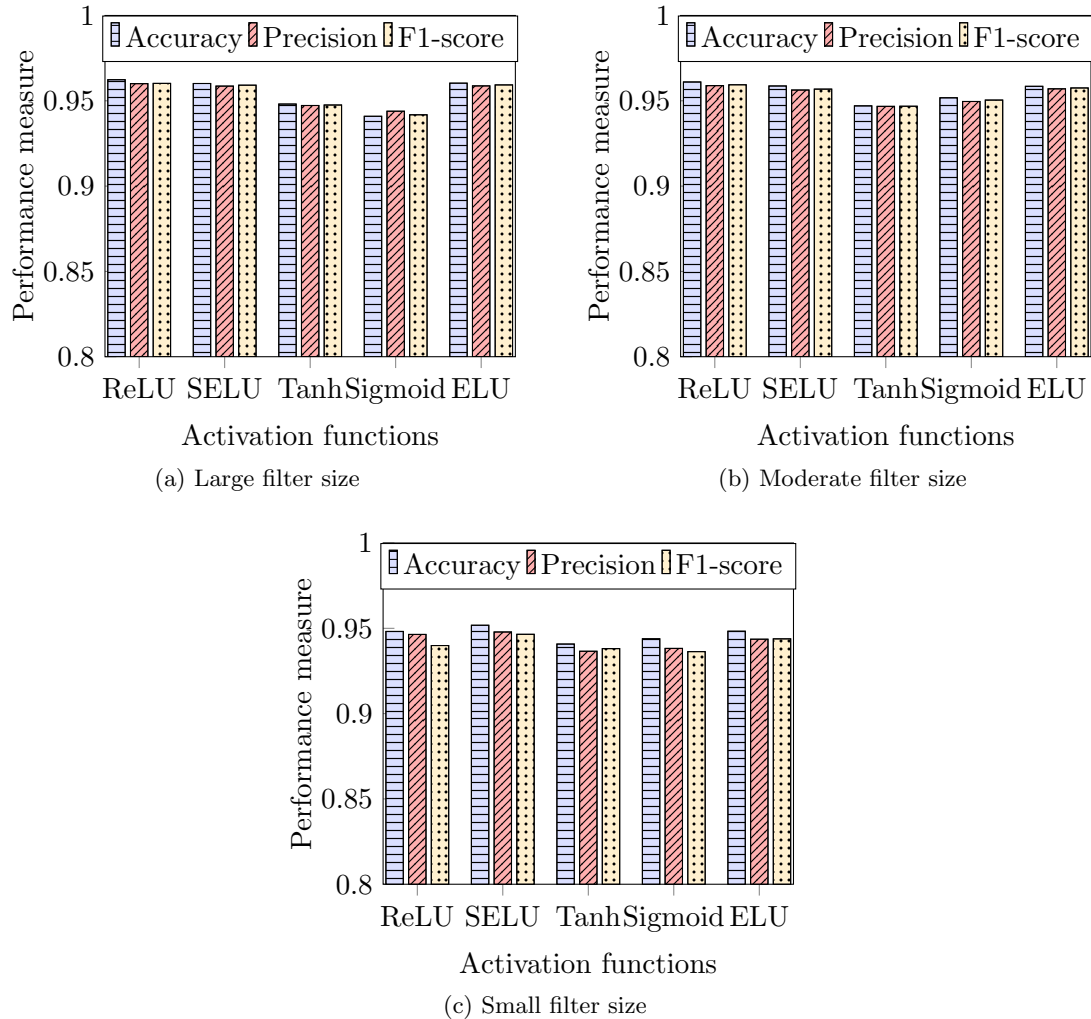 Accuracy Precision F1-score
1
0.95
0.9
0.85
0.8
Performance measure
ReLU SELU Tanh Sigmoid ELU
Activation functions
(a) Large filter size
Accuracy Precision F1-score
1
0.95
0.9
0.85
0.8
Performance measure
ReLU SELU Tanh Sigmoid ELU
Activation functions
(b) Moderate filter size
Accuracy Precision F1-score
1
0.95
0.9
0.85
0.8
Performance measure
ReLU SELU Tanh Sigmoid ELU
Activation functions
(c) Small filter size